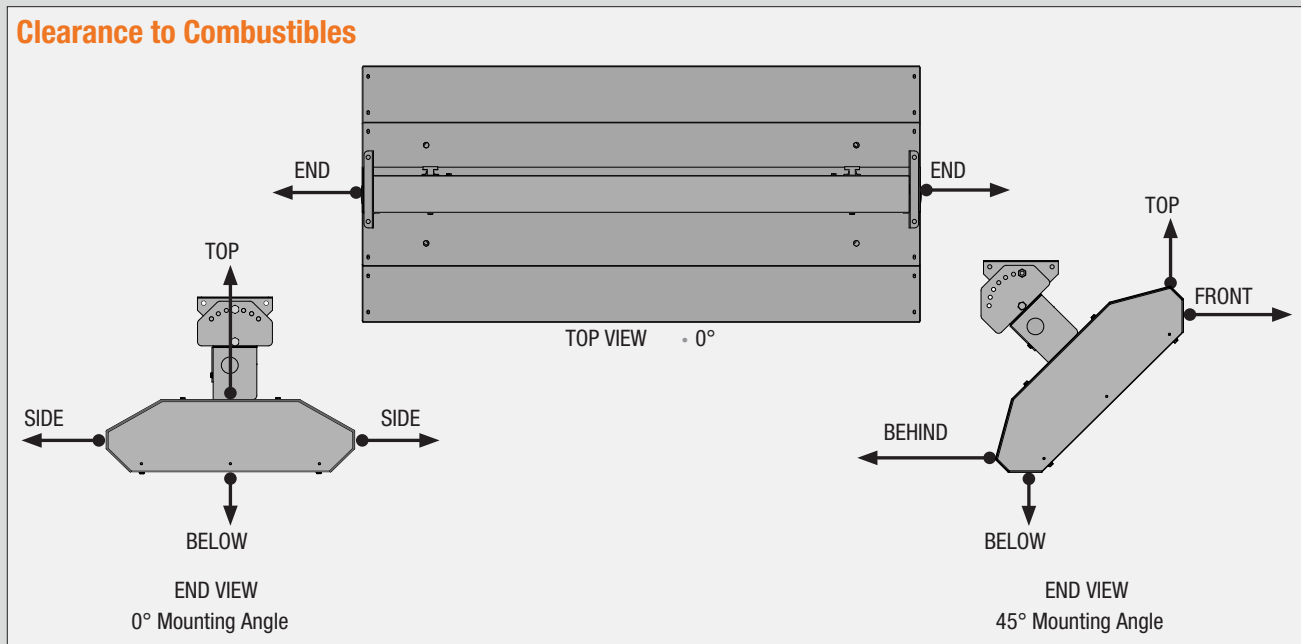 Clearance to Combustibles
END
END
TOP VIEW • 0°
TOP
SIDE
SIDE
BELOW
END VIEW
0° Mounting Angle
TOP
FRONT
BEHIND
BELOW
END VIEW
45° Mounting Angle